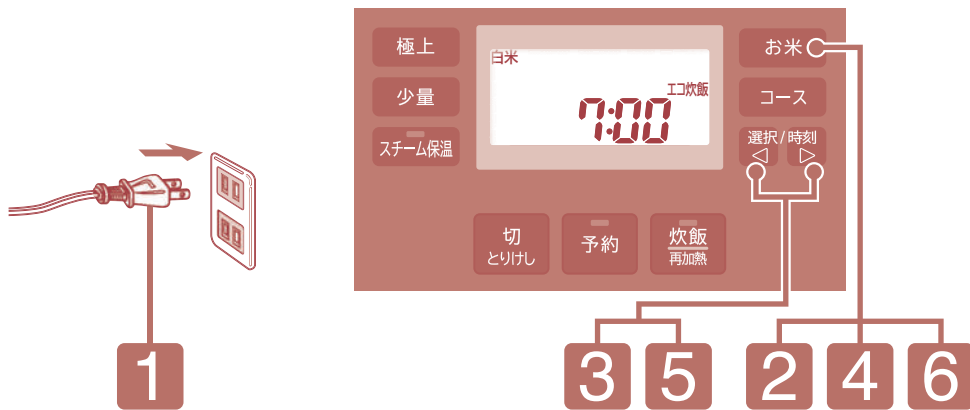 極上
少量
スチーム保温
白米
エコ炊飯
7:00
お米
コース
選択/時刻
切
とりけし
予約
炊飯
再加熱
1
3
5
2
4
6